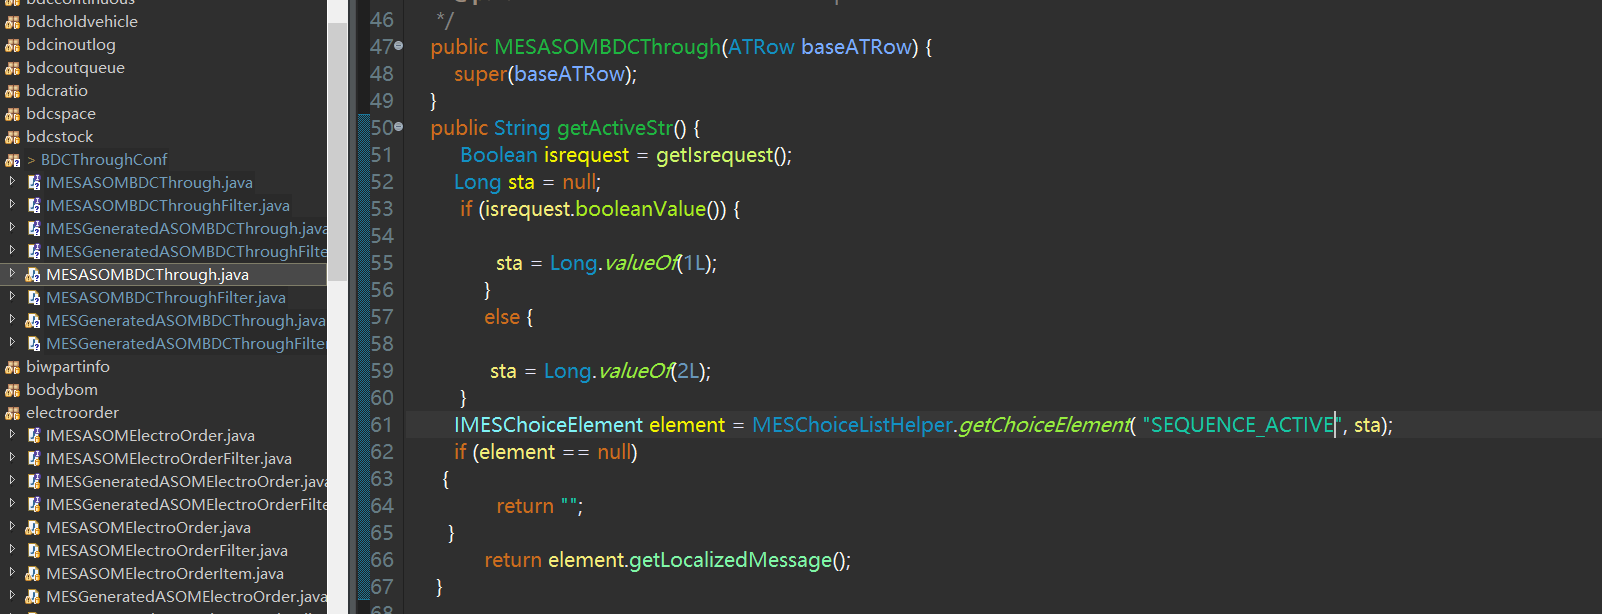 bdccontinuous
bdcholdvehicle
bdcinoutlog
bdcoutqueue
bdcratio
bdcspace
bdcstock
> BDCThroughConf
IMESASOMBDCThrough.java
IMESASOMBDCThroughFilter.java
IMESGeneratedASOMBDCThrough.java
IMESGeneratedASOMBDCThroughFilte
MESASOMBDCThrough.java
MESASOMBDCThroughFilter.java
MESGeneratedASOMBDCThrough.java
MESGeneratedASOMBDCThroughFilter
biwpartinfo
bodybom
electroorder
IMESASOMElectroOrder.java
IMESASOMElectroOrderFilter.java
IMESGeneratedASOMElectroOrder.java
IMESGeneratedASOMElectroOrderFilte
MESASOMElectroOrder.java
MESASOMElectroOrderFilter.java
MESASOMElectroOrderItem.java
MESGeneratedASOMElectroOrder.java
46 */
47 public MESASOMBDCThrough(ATRow baseATRow) {
48 super(baseATRow);
49 }
50 public String getActiveStr() {
51 Boolean isrequest = getIsrequest();
52 Long sta = null;
53 if (isrequest.booleanValue()) {
54
55 sta = Long.valueOf(1L);
56 }
57 else {
58
59 sta = Long.valueOf(2L);
60 }
61 IMESChoiceElement element = MESChoiceListHelper.getChoiceElement( "SEQUENCE_ACTIVE", sta);
62 if (element == null)
63 {
64 return "";
65 }
66 return element.getLocalizedMessage();
67 }
68